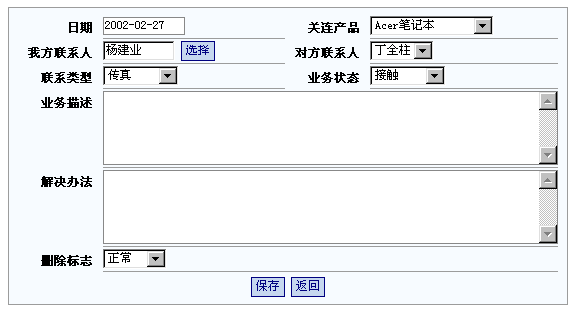 日期 2002-02-27 关连产品 Acer笔记本
我方联系人 杨建业 选择 对方联系人 丁全柱
联系类型 传真 业务状态 接触
业务描述
解决办法
删除标志 正常
保存 返回